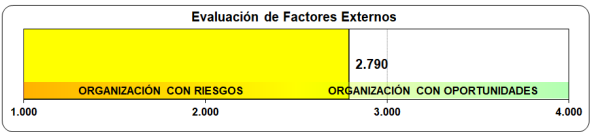 Evaluación de Factores Externos
2.790
ORGANIZACIÓN CON RIESGOS ORGANIZACIÓN CON OPORTUNIDADES
1.000 2.000 3.000 4.000